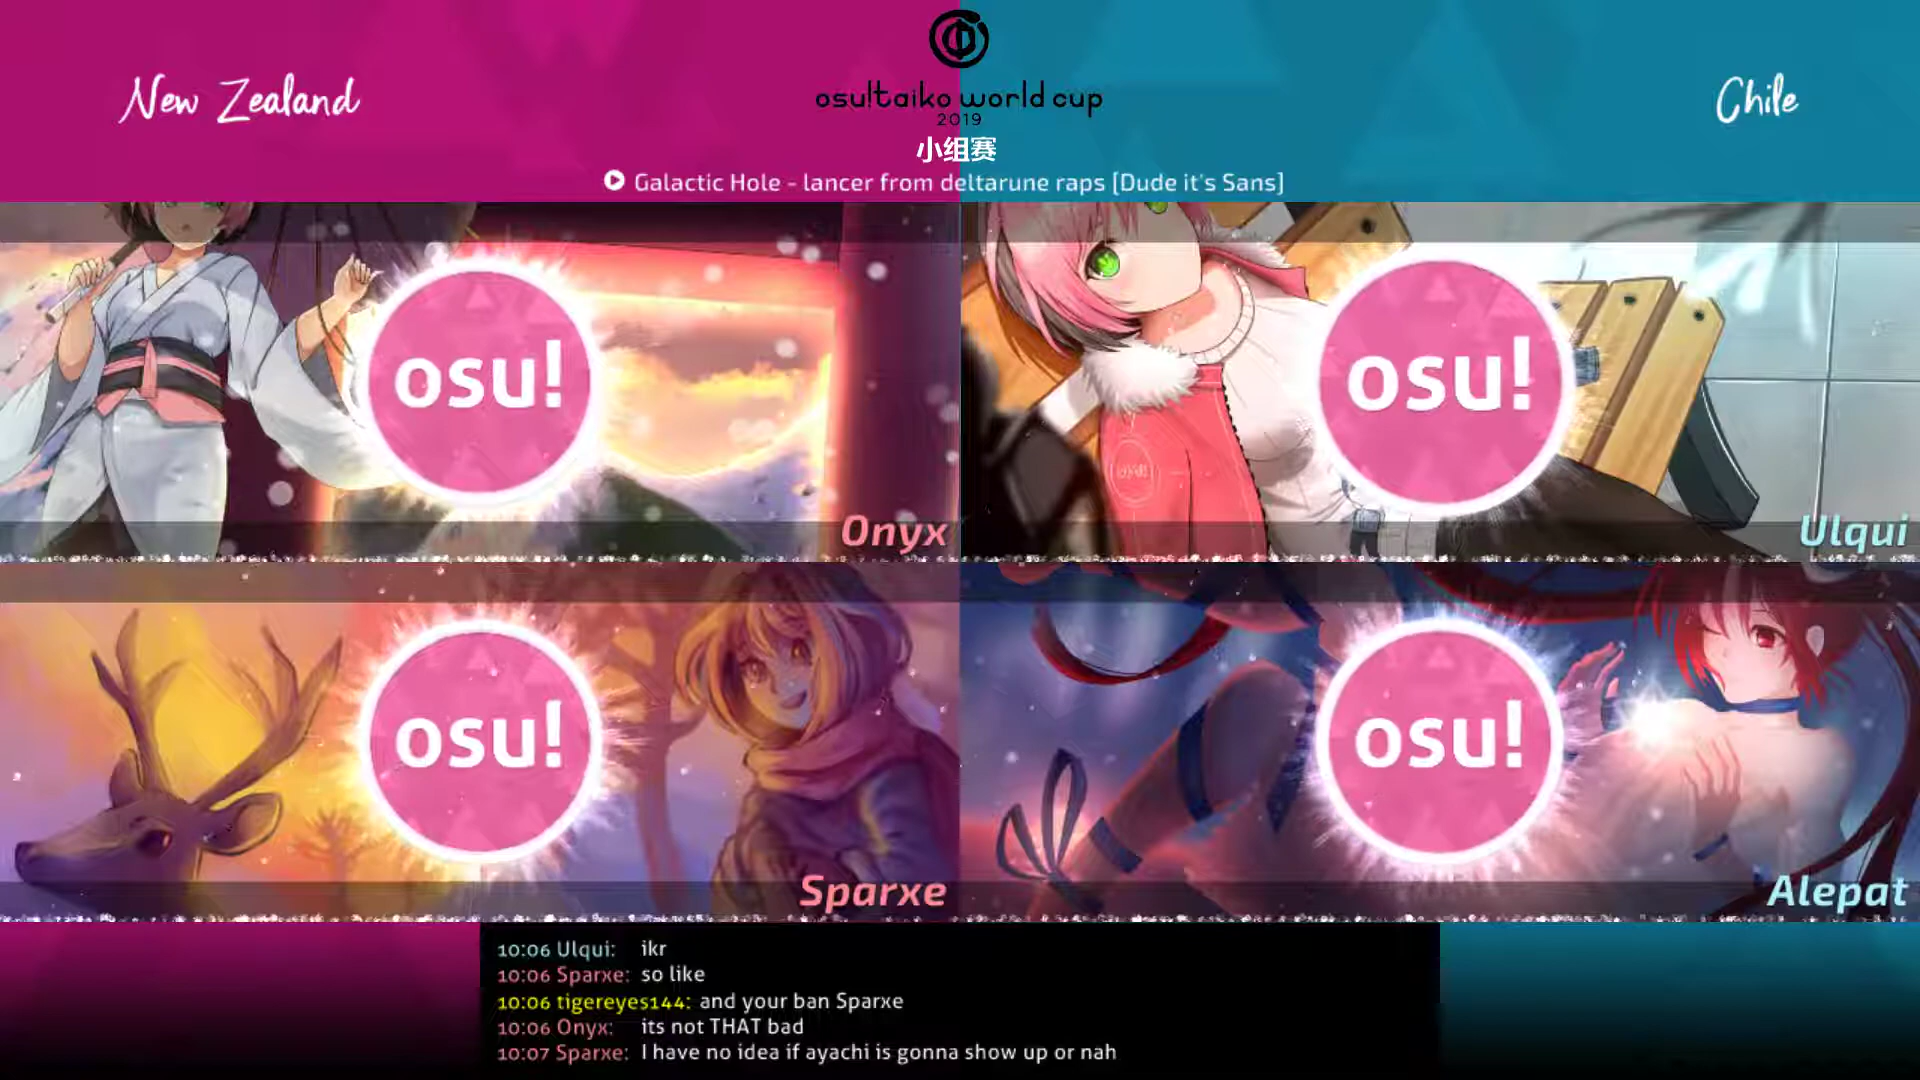 New Zealand
osu!taiko world cup
2019
小组赛
Chile
Galactic Hole - lancer from deltarune raps [Dude it's Sans]
osu!
Onyx
osu!
Ulqui
osu!
Sparxe
osu!
Alepat
10:06 Ulqui: ikr
10:06 Sparxe: so like
10:06 tigereyes144: and your ban Sparxe
10:06 Onyx: its not THAT bad
10:07 Sparxe: I have no idea if ayachi is gonna show up or nah